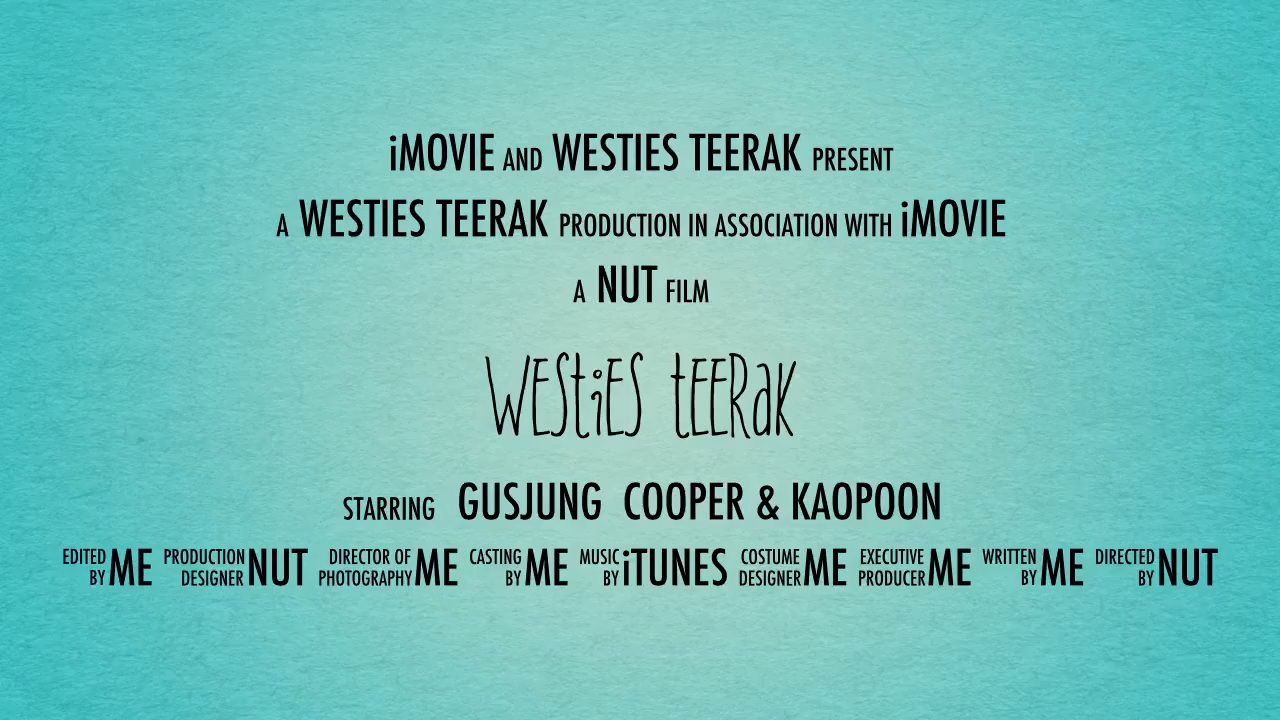 iMOVIE AND WESTIES TEERAK PRESENT
A WESTIES TEERAK PRODUCTION IN ASSOCIATION WITH iMOVIE
A NUT FILM
WEStiES tEERaK
STARRING GUSJUNG COOPER & KAOPOON
EDITED BY ME PRODUCTION DESIGNER NUT DIRECTOR OF PHOTOGRAPHY ME CASTING BY ME MUSIC BY iTUNES COSTUME DESIGNER ME EXECUTIVE PRODUCER ME WRITTEN BY ME DIRECTED BY NUT